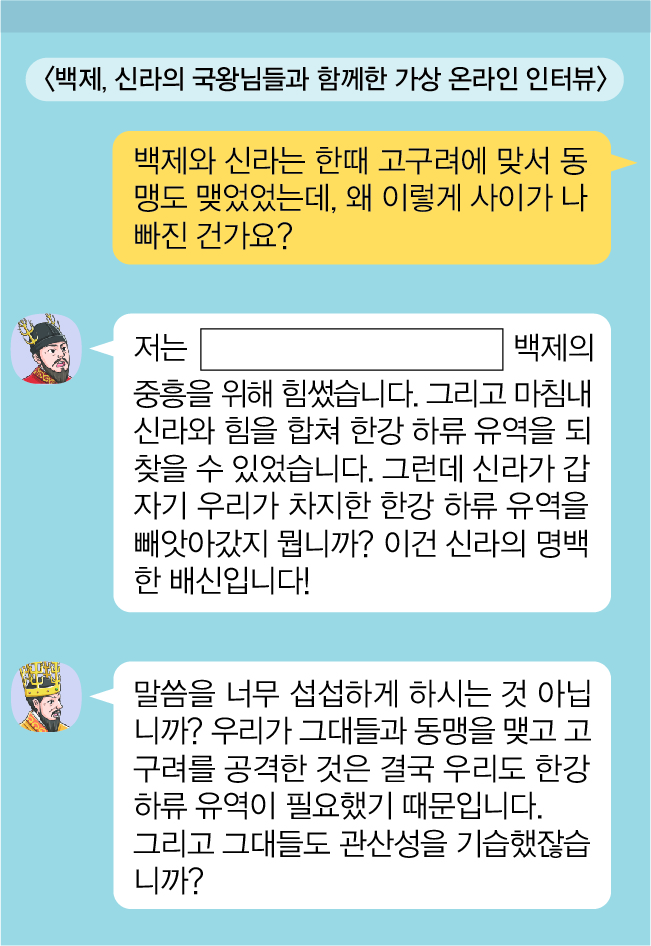 〈백제, 신라의 국왕님들과 함께한 가상 온라인 인터뷰〉
백제와 신라는 한때 고구려에 맞서 동
맹도 맺었었는데, 왜 이렇게 사이가 나
빠진 건가요?
저는 백제의
중흥을 위해 힘썼습니다. 그리고 마침내
신라와 힘을 합쳐 한강 하류 유역을 되
찾을 수 있었습니다. 그런데 신라가 갑
자기 우리가 차지한 한강 하류 유역을
빼앗아갔지 뭡니까? 이건 신라의 명백
한 배신입니다!
말씀을 너무 섭섭하게 하시는 것 아닙
니까? 우리가 그대들과 동맹을 맺고 고
구려를 공격한 것은 결국 우리도 한강
하류 유역이 필요했기 때문입니다.
그리고 그대들도 관산성을 기습했잖습
니까?